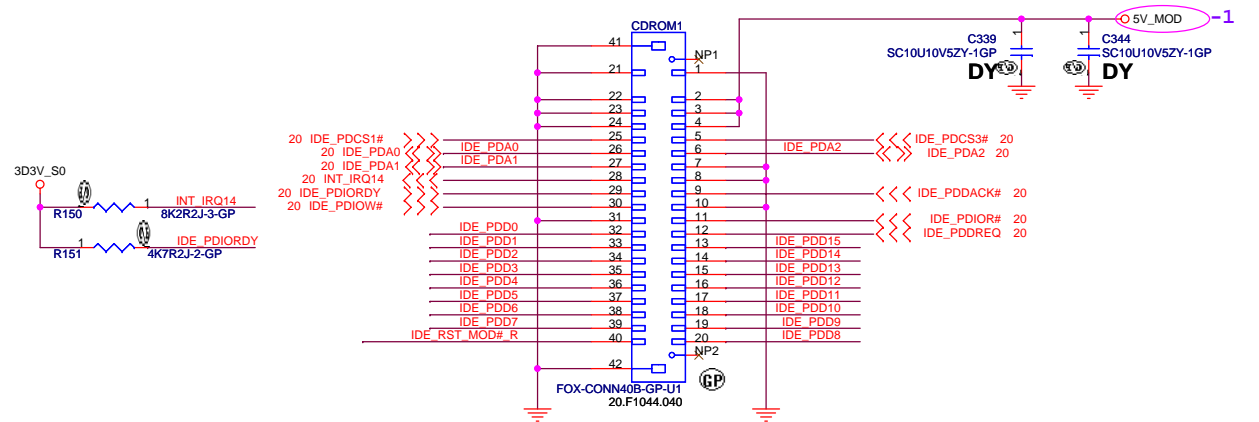 CDROM1
5V_MOD
-1
C339
SC10U10V5ZY-1GP
DY
C344
SC10U10V5ZY-1GP
DY
1
1
41
NP1
21
1
22
2
23
3
24
4
20 IDE_PDCS1#
25
5
IDE_PDCS3# 20
20 IDE_PDA0
IDE_PDA0
26
6
IDE_PDA2
IDE_PDA2 20
20 IDE_PDA1
IDE_PDA1
27
7
20 INT_IRQ14
28
8
20 IDE_PDIORDY
29
9
IDE_PDDACK# 20
20 IDE_PDIOW#
30
10
31
11
IDE_PDIOR# 20
IDE_PDD0
32
12
IDE_PDDREQ 20
IDE_PDD1
33
13
IDE_PDD15
IDE_PDD2
34
14
IDE_PDD14
IDE_PDD3
35
15
IDE_PDD13
IDE_PDD4
36
16
IDE_PDD12
IDE_PDD5
37
17
IDE_PDD11
IDE_PDD6
38
18
IDE_PDD10
IDE_PDD7
39
19
IDE_PDD9
IDE_RST_MOD#_R
40
20
IDE_PDD8
NP2
42
GP
FOX-CONN40B-GP-U1
20.F1044.040
3D3V_S0
R150
1
INT_IRQ14
8K2R2J-3-GP
R151
1
IDE_PDIORDY
4K7R2J-2-GP